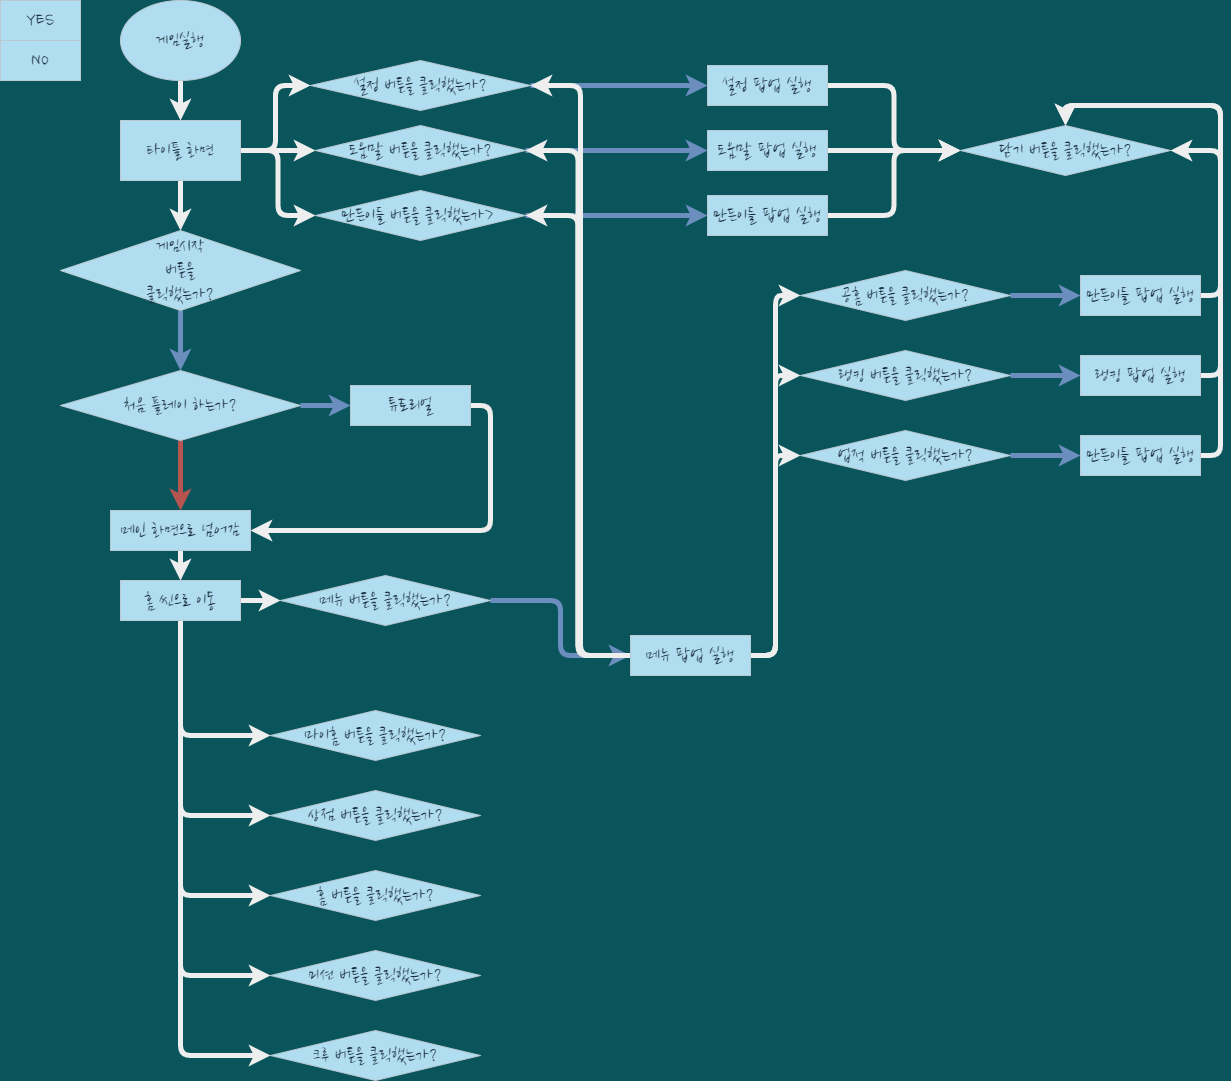 YES
NO
게임실행
타이틀 화면
설정 버튼을 클릭했는가?
도움말 버튼을 클릭했는가?
만든이들 버튼을 클릭했는가>
설정 팝업 실행
도움말 팝업 실행
만든이들 팝업 실행
닫기 버튼을 클릭했는가?
게임시작
버튼을
클릭했는가?
처음 플레이 하는가?
튜토리얼
메인 화면으로 넘어감
홈 씬으로 이동
메뉴 버튼을 클릭했는가?
메뉴 팝업 실행
공홈 버튼을 클릭했는가?
만든이들 팝업 실행
랭킹 버튼을 클릭했는가?
랭킹 팝업 실행
업적 버튼을 클릭했는가?
만든이들 팝업 실행
마이홈 버튼을 클릭했는가?
상점 버튼을 클릭했는가?
홈 버튼을 클릭했는가?
미션 버튼을 클릭했는가?
크루 버튼을 클릭했는가?